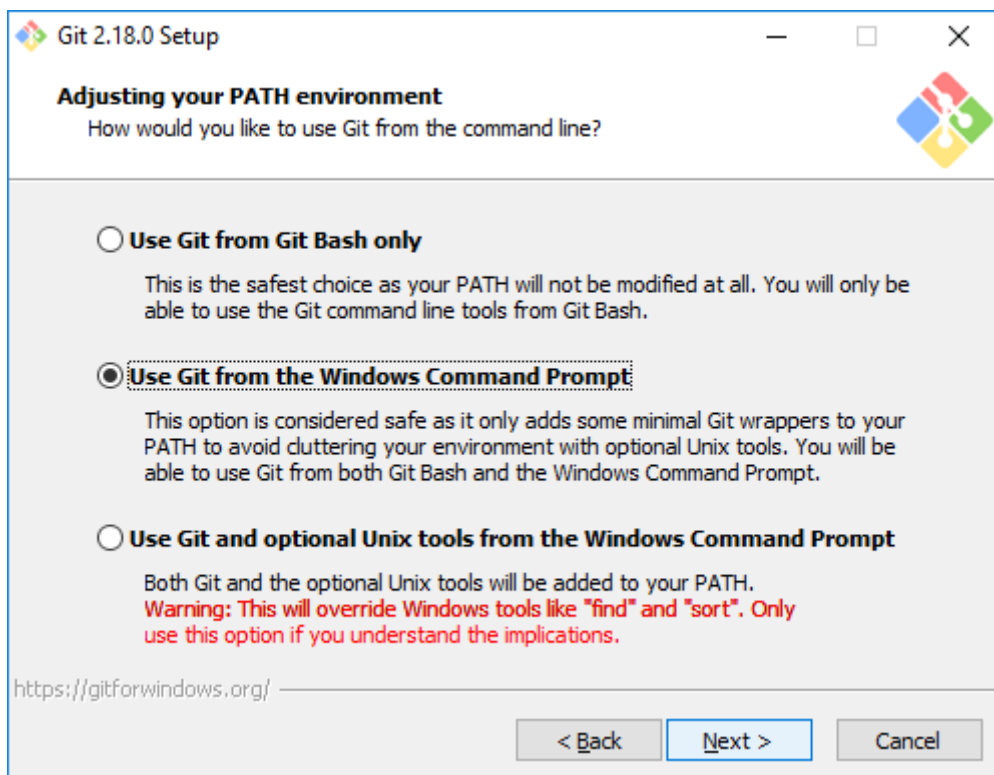 Git 2.18.0 Setup
Adjusting your PATH environment
How would you like to use Git from the command line?
Use Git from Git Bash only
This is the safest choice as your PATH will not be modified at all. You will only be
able to use the Git command line tools from Git Bash.
Use Git from the Windows Command Prompt
This option is considered safe as it only adds some minimal Git wrappers to your
PATH to avoid cluttering your environment with optional Unix tools. You will be
able to use Git from both Git Bash and the Windows Command Prompt.
Use Git and optional Unix tools from the Windows Command Prompt
Both Git and the optional Unix tools will be added to your PATH.
Warning: This will override Windows tools like "find" and "sort". Only
use this option if you understand the implications.
https://gitforwindows.org/
< Back Next > Cancel